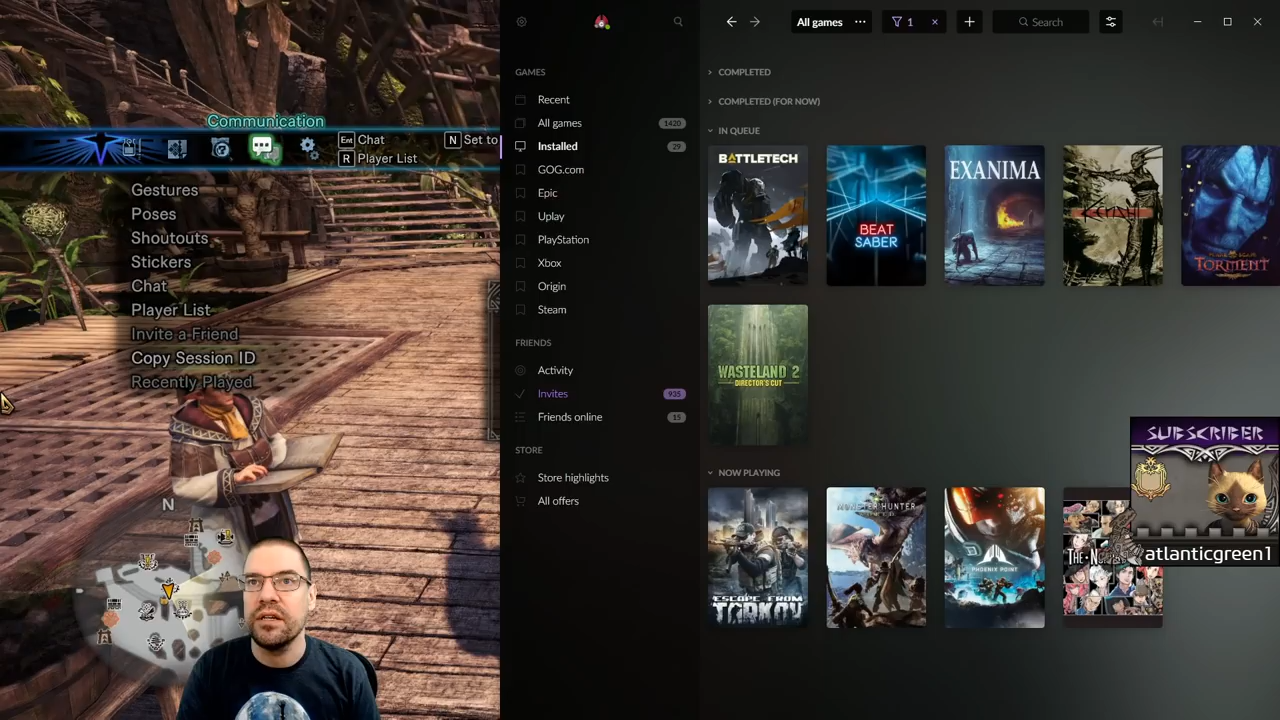 Communication
Ent Chat
R Player List
N Set to
Gestures
Poses
Shoutouts
Stickers
Chat
Player List
Invite a Friend
Copy Session ID
Recently Played
N
GAMES
Recent
All games 1420
Installed 29
GOG.com
Epic
Uplay
PlayStation
Xbox
Origin
Steam
FRIENDS
Activity
Invites 935
Friends online 15
STORE
Store highlights
All offers
All games
1
Search
COMPLETED
COMPLETED (FOR NOW)
IN QUEUE
BATTLETECH
BEAT
SABER
EXANIMA
KENSHI
TORMENT
WASTELAND 2
DIRECTOR'S CUT
NOW PLAYING
ESCAPE FROM
TARKOV
MONSTER HUNTER
PHOENIX POINT
THE
SUBSCRIBER
atlanticgreen1